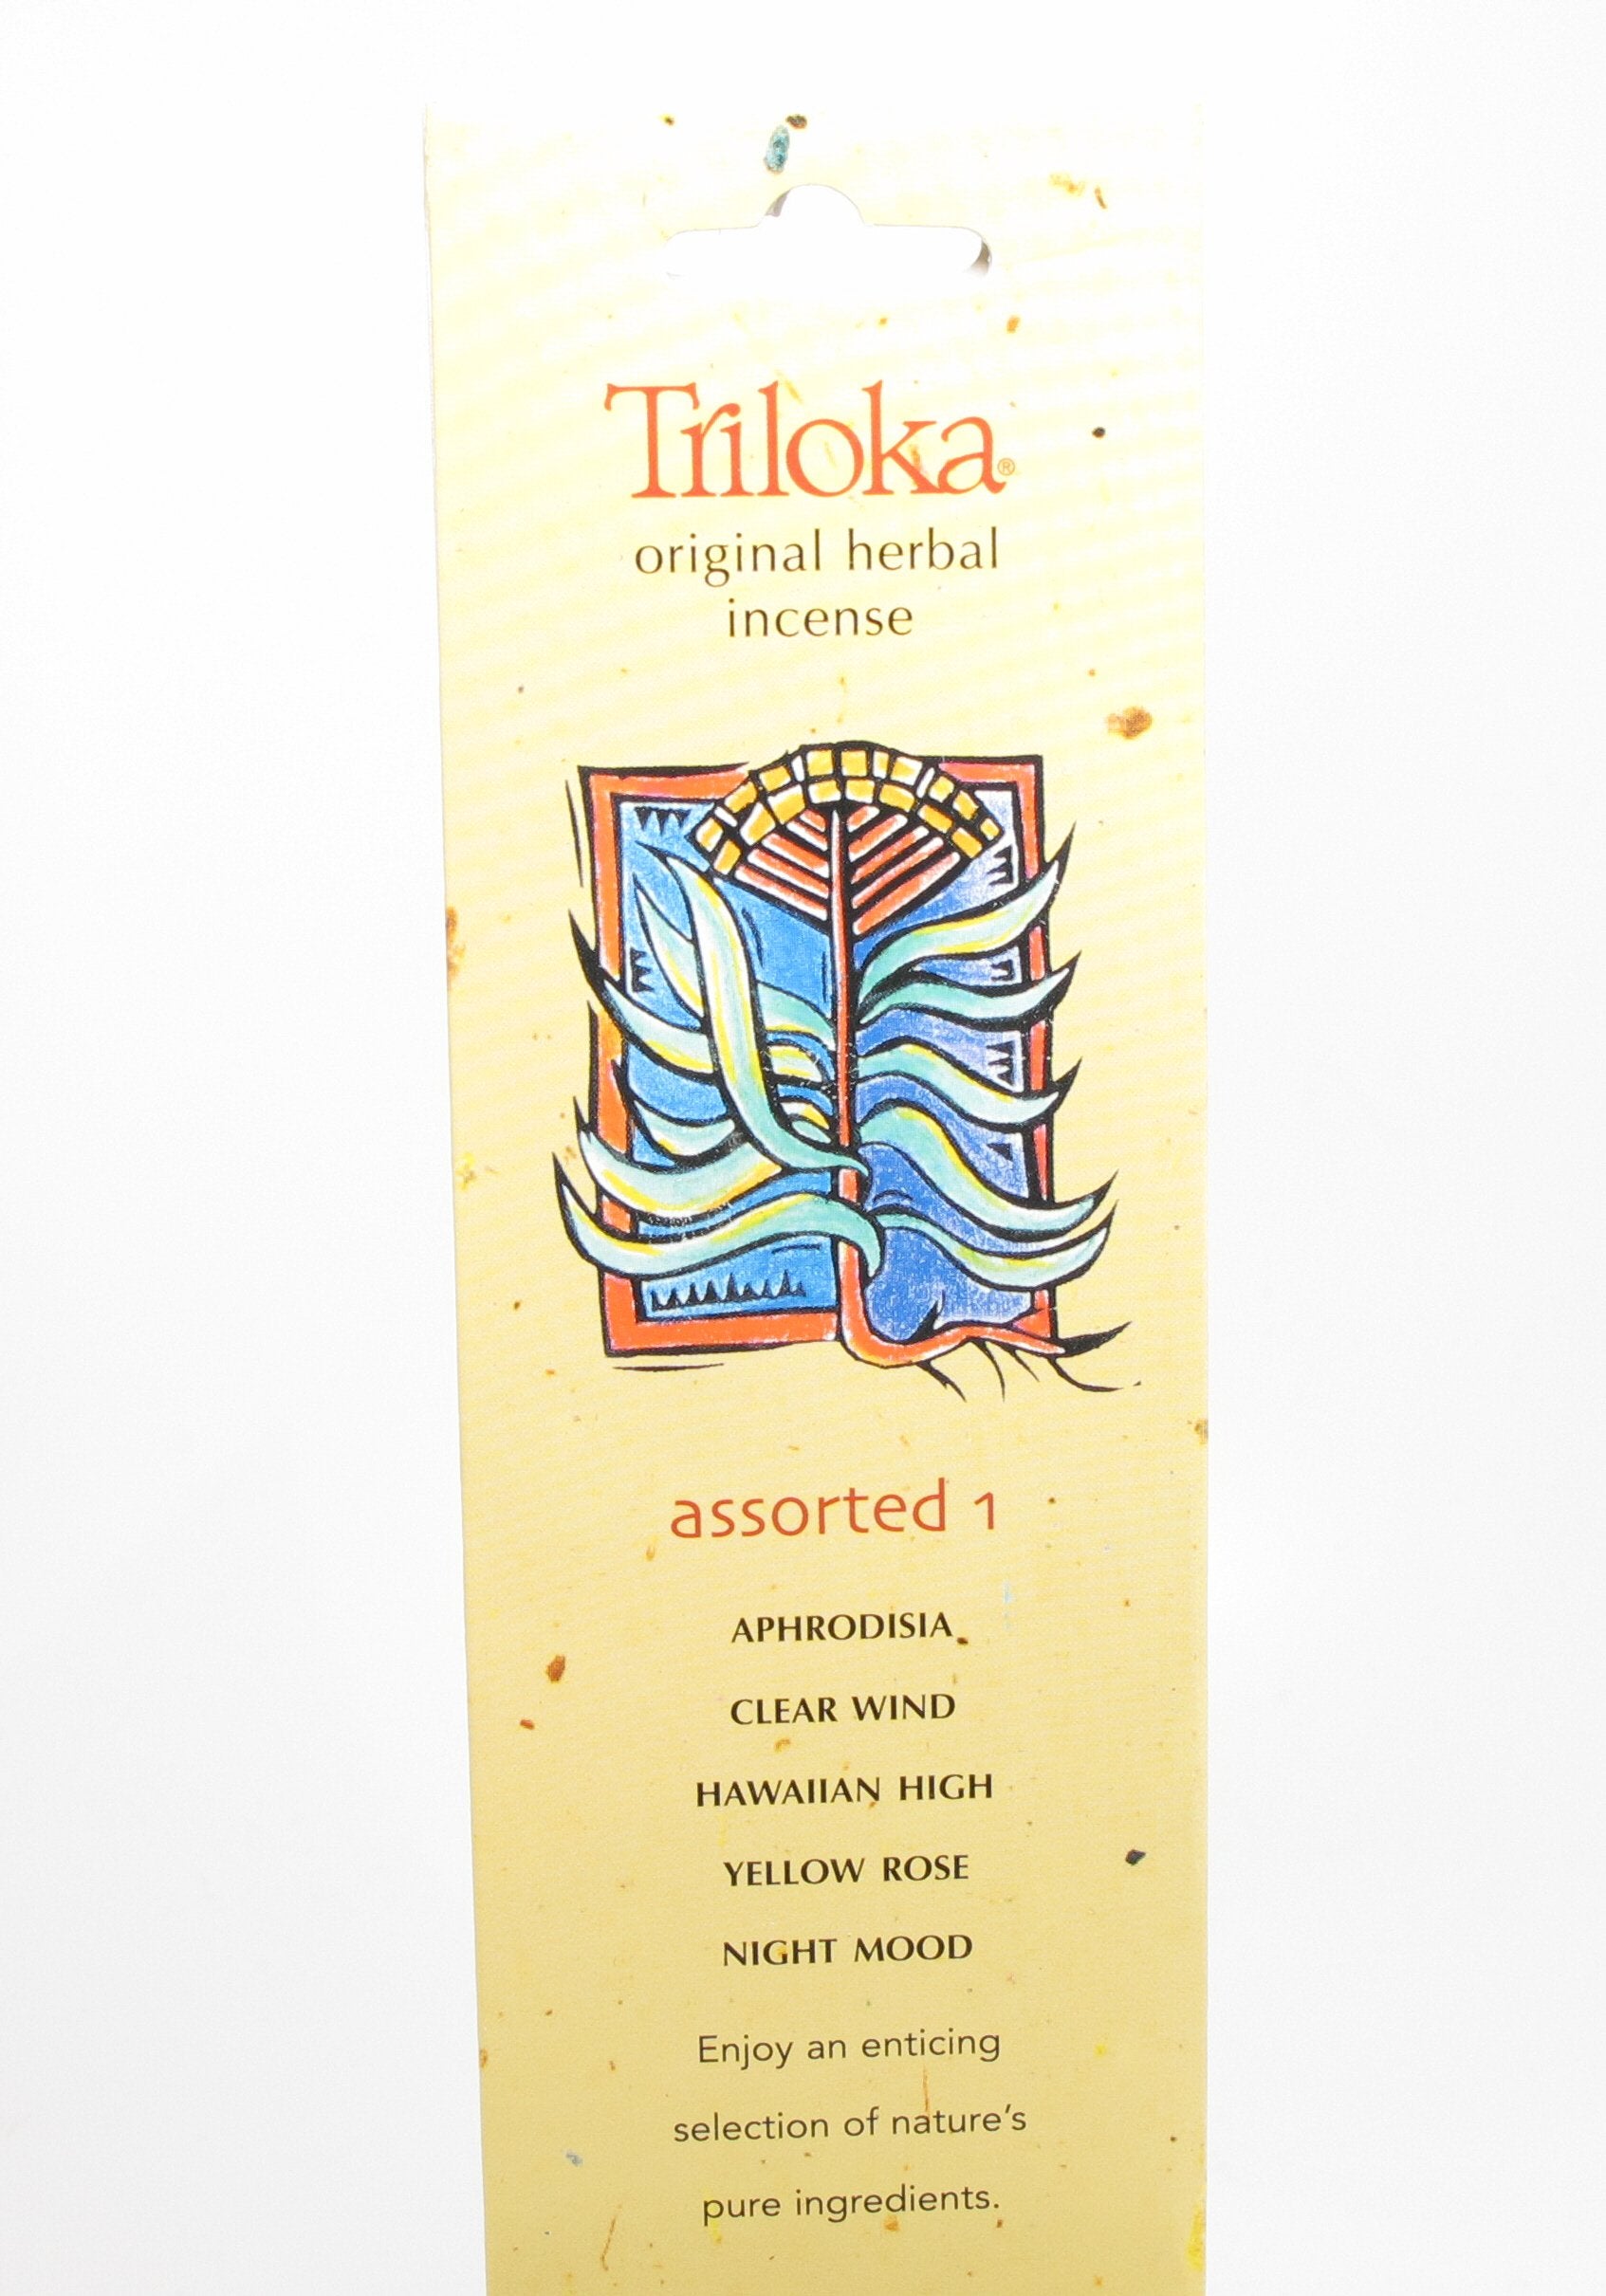 Triloka®
original herbal
incense
assorted 1
APHRODISIA
CLEAR WIND
HAWAIIAN HIGH
YELLOW ROSE
NIGHT MOOD
Enjoy an enticing
selection of nature's
pure ingredients.